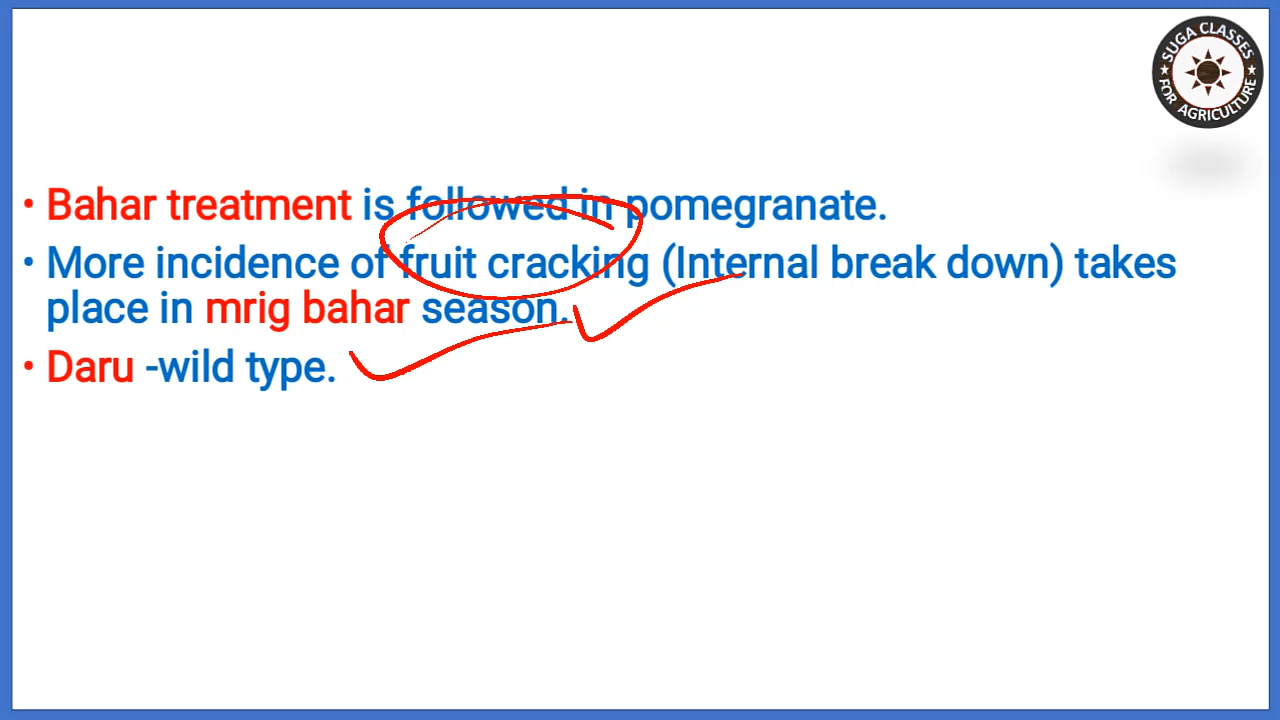 SUGA CLASSES
★ FOR AGRICULTURE ★
• Bahar treatment is followed in pomegranate.
• More incidence of fruit cracking (Internal break down) takes
place in mrig bahar season.
• Daru -wild type.